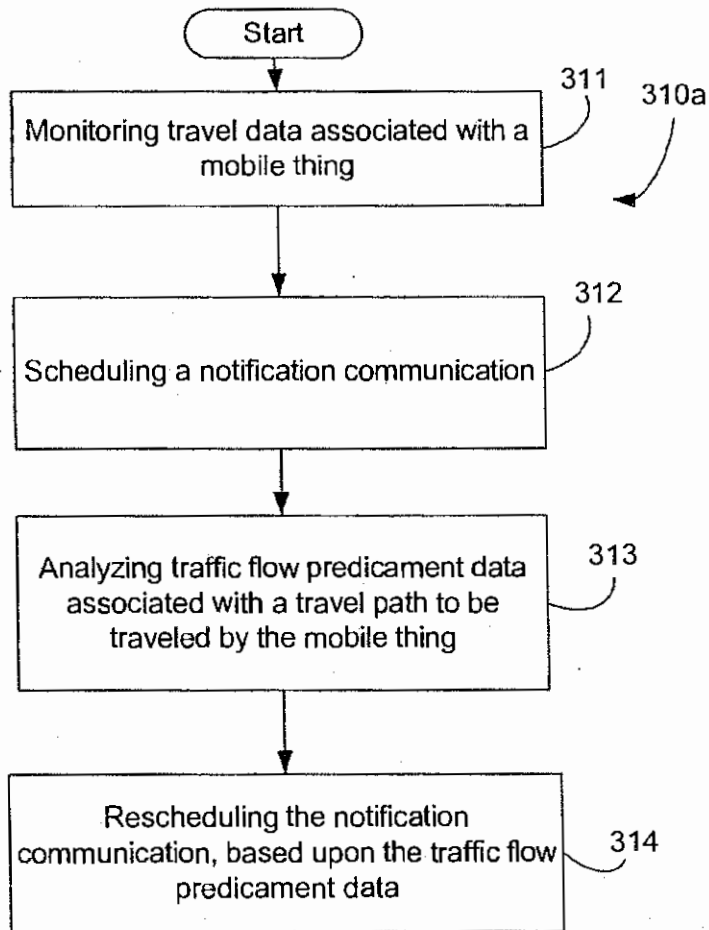 Start
311
310a
Monitoring travel data associated with a
mobile thing
312
Scheduling a notification communication
313
Analyzing traffic flow predicament data
associated with a travel path to be
traveled by the mobile thing
Rescheduling the notification
communication, based upon the traffic flow
predicament data
314